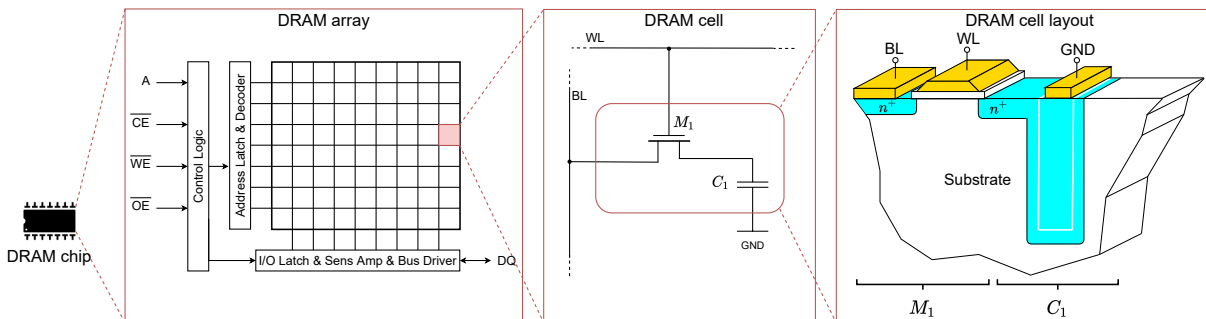 DRAM chip
DRAM array
A
CE
WE
OE
Control Logic
Address Latch & Decoder
I/O Latch & Sens Amp & Bus Driver
DQ
DRAM cell
WL
BL
M₁
C₁
GND
DRAM cell layout
BL
WL
GND
n⁺
n⁺
Substrate
M₁
C₁